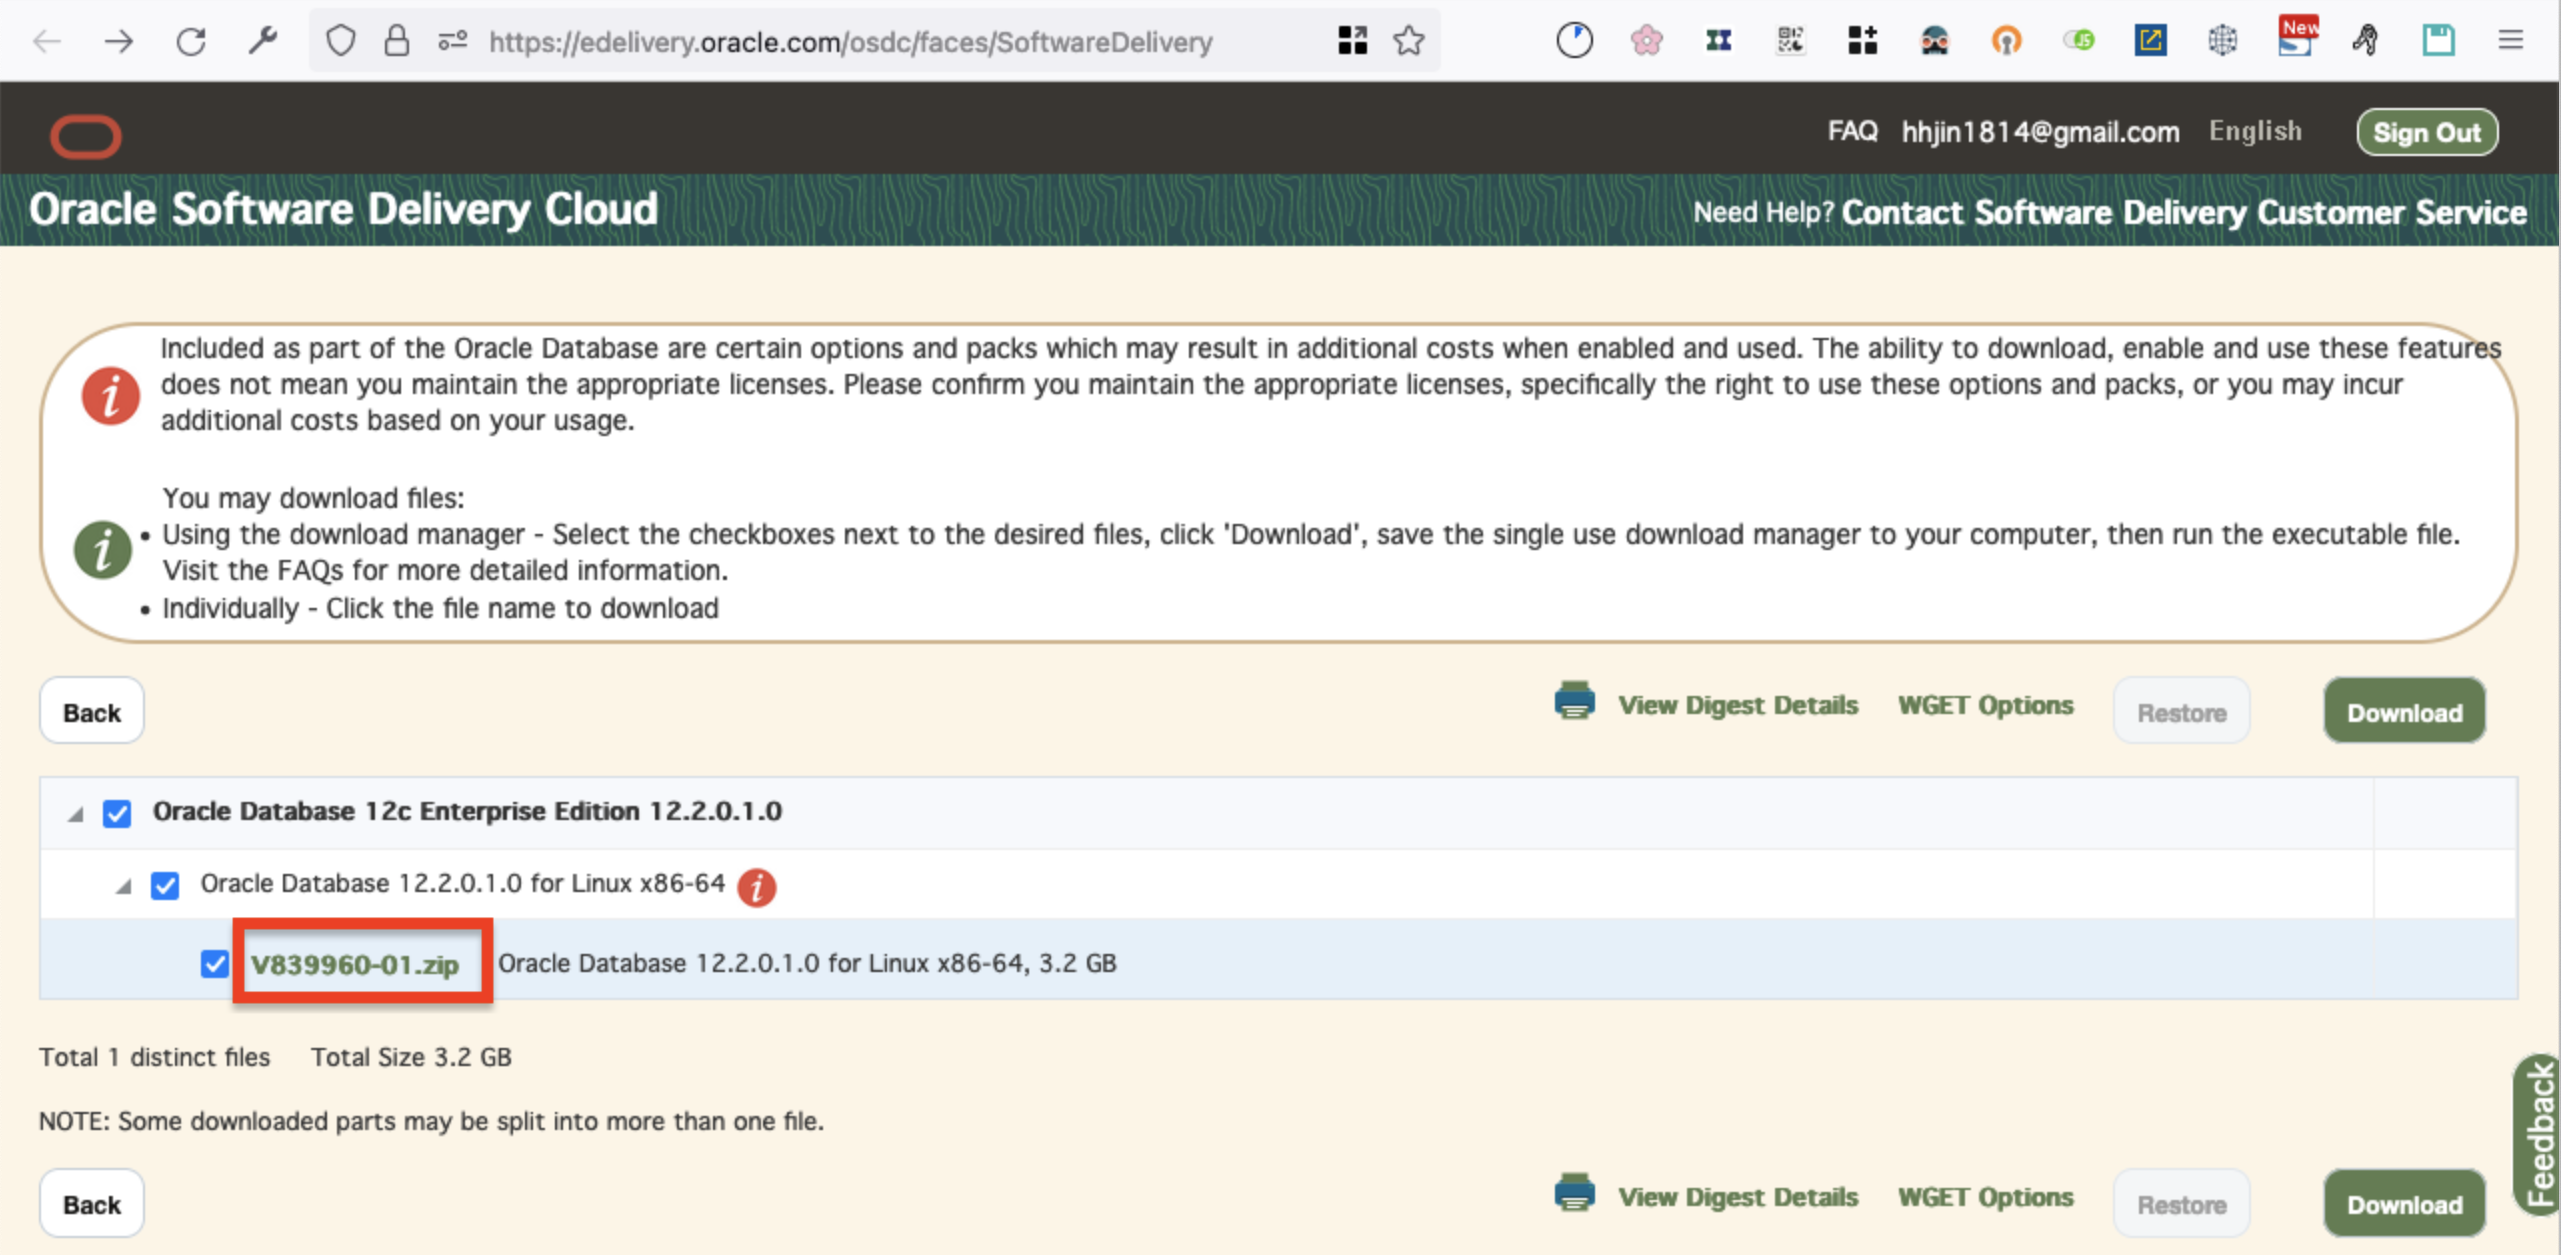 https://edelivery.oracle.com/osdc/faces/SoftwareDelivery
JS
New
FAQ hhjin1814@gmail.com English Sign Out
Oracle Software Delivery Cloud
Need Help? Contact Software Delivery Customer Service
Included as part of the Oracle Database are certain options and packs which may result in additional costs when enabled and used. The ability to download, enable and use these features
does not mean you maintain the appropriate licenses. Please confirm you maintain the appropriate licenses, specifically the right to use these options and packs, or you may incur
additional costs based on your usage.
You may download files:
• Using the download manager - Select the checkboxes next to the desired files, click 'Download', save the single use download manager to your computer, then run the executable file.
Visit the FAQs for more detailed information.
• Individually - Click the file name to download
Back
View Digest Details WGET Options Restore Download
Oracle Database 12c Enterprise Edition 12.2.0.1.0
Oracle Database 12.2.0.1.0 for Linux x86-64
V839960-01.zip Oracle Database 12.2.0.1.0 for Linux x86-64, 3.2 GB
Total 1 distinct files Total Size 3.2 GB
NOTE: Some downloaded parts may be split into more than one file.
Feedback
Back
View Digest Details WGET Options Restore Download